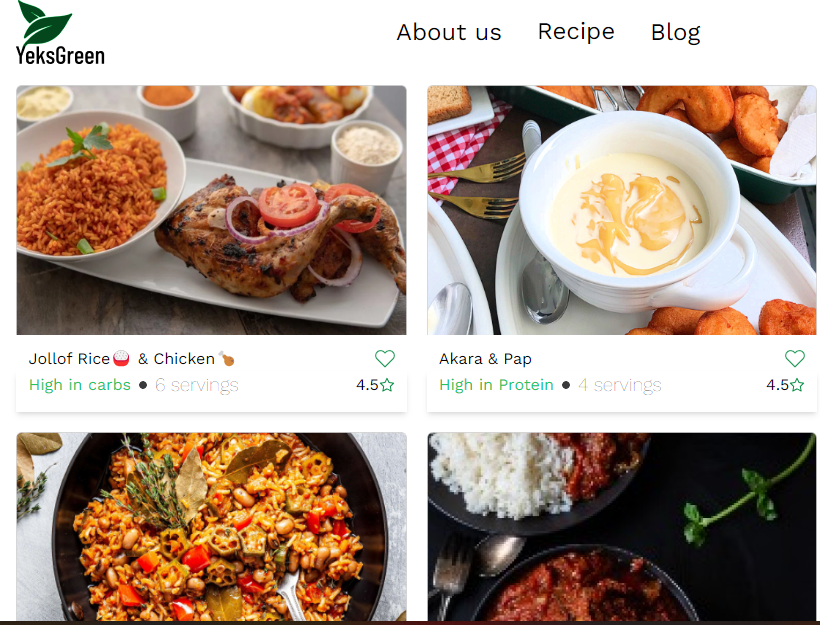 YeksGreen
About us Recipe Blog
Jollof Rice🍚 & Chicken🍗
High in carbs ● 6 servings 4.5☆
Akara & Pap
High in Protein ● 4 servings 4.5☆